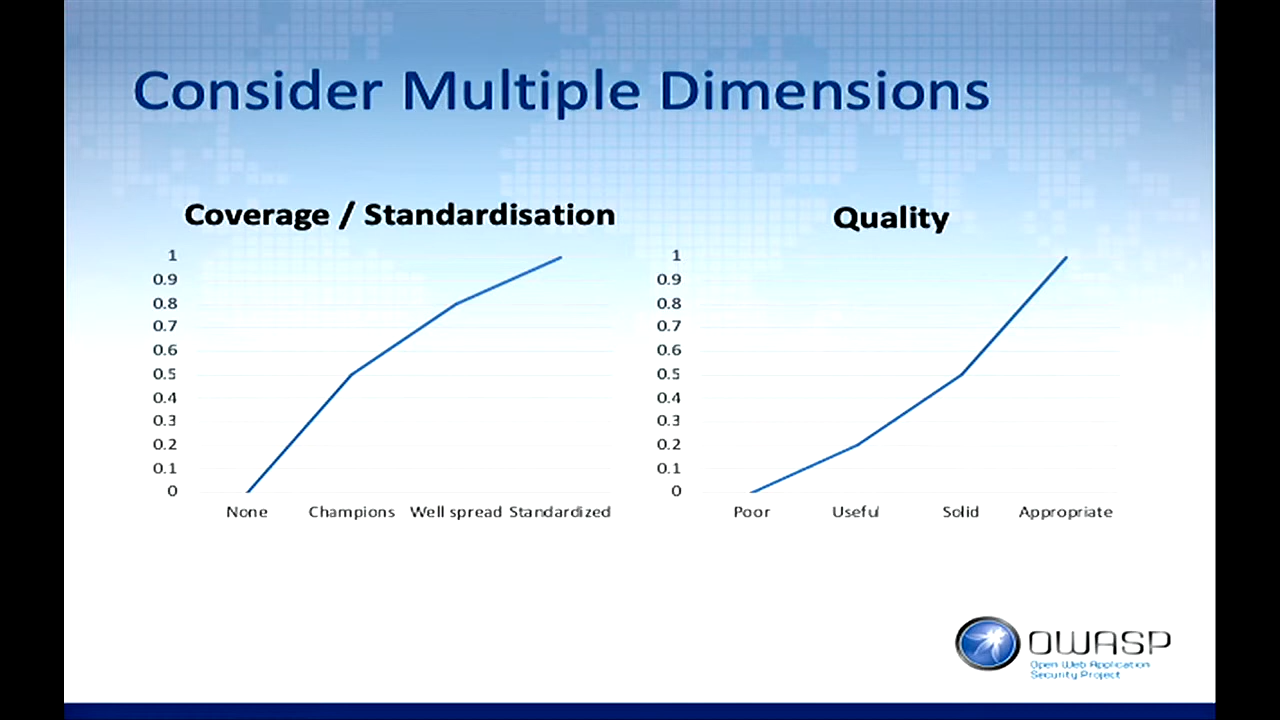 Consider Multiple Dimensions
Coverage / Standardisation
1
0.9
0.8
0.7
0.6
0.5
0.4
0.3
0.2
0.1
0
None Champions Well spread Standardized
Quality
1
0.9
0.8
0.7
0.6
0.5
0.4
0.3
0.2
0.1
0
Poor Useful Solid Appropriate
OWASP
Open Web Application
Security Project